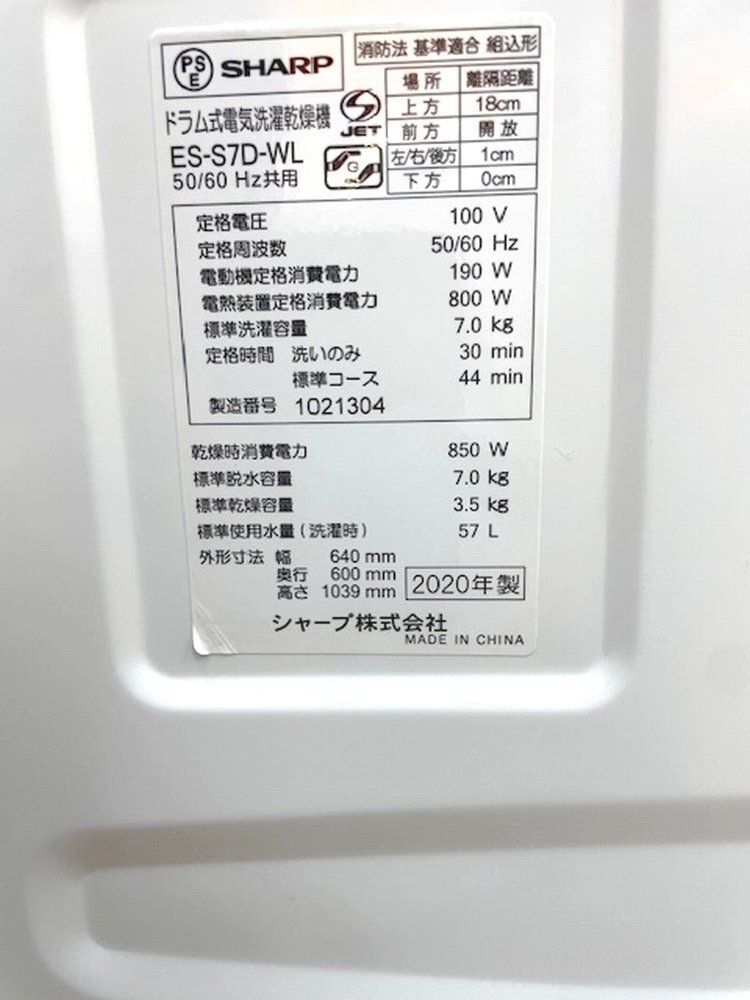 PSE SHARP
ドラム式電気洗濯乾燥機
JET
ES-S7D-WL
50/60 Hz共用
G
消防法 基準適合 組込形
場所 離隔距離
上方 18cm
前方 開放
左/右/後方 1cm
下方 0cm
定格電圧 100 V
定格周波数 50/60 Hz
電動機定格消費電力 190 W
電熱装置定格消費電力 800 W
標準洗濯容量 7.0 kg
定格時間 洗いのみ 30 min
標準コース 44 min
製造番号 1021304
乾燥時消費電力 850 W
標準脱水容量 7.0 kg
標準乾燥容量 3.5 kg
標準使用水量(洗濯時) 57 L
外形寸法 幅 640 mm
奥行 600 mm
高さ 1039 mm
2020年製
シャープ株式会社
MADE IN CHINA